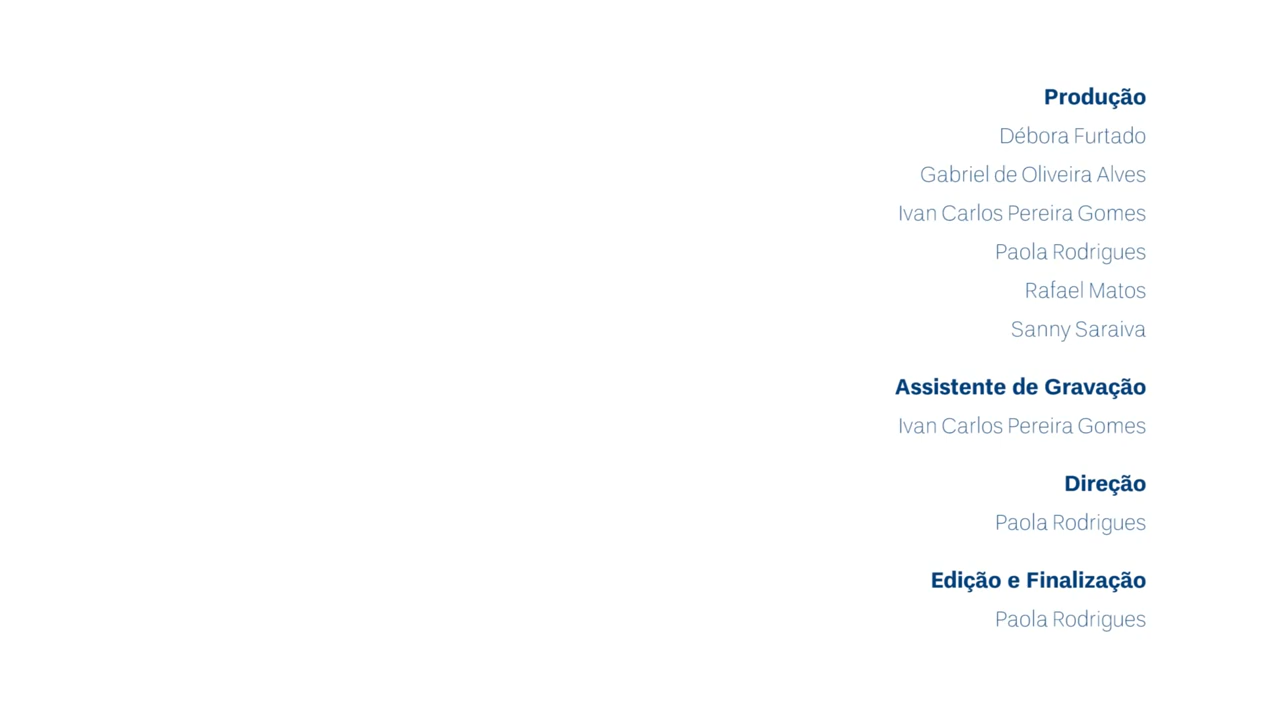 Produção
Débora Furtado
Gabriel de Oliveira Alves
Ivan Carlos Pereira Gomes
Paola Rodrigues
Rafael Matos
Sanny Saraiva
Assistente de Gravação
Ivan Carlos Pereira Gomes
Direção
Paola Rodrigues
Edição e Finalização
Paola Rodrigues